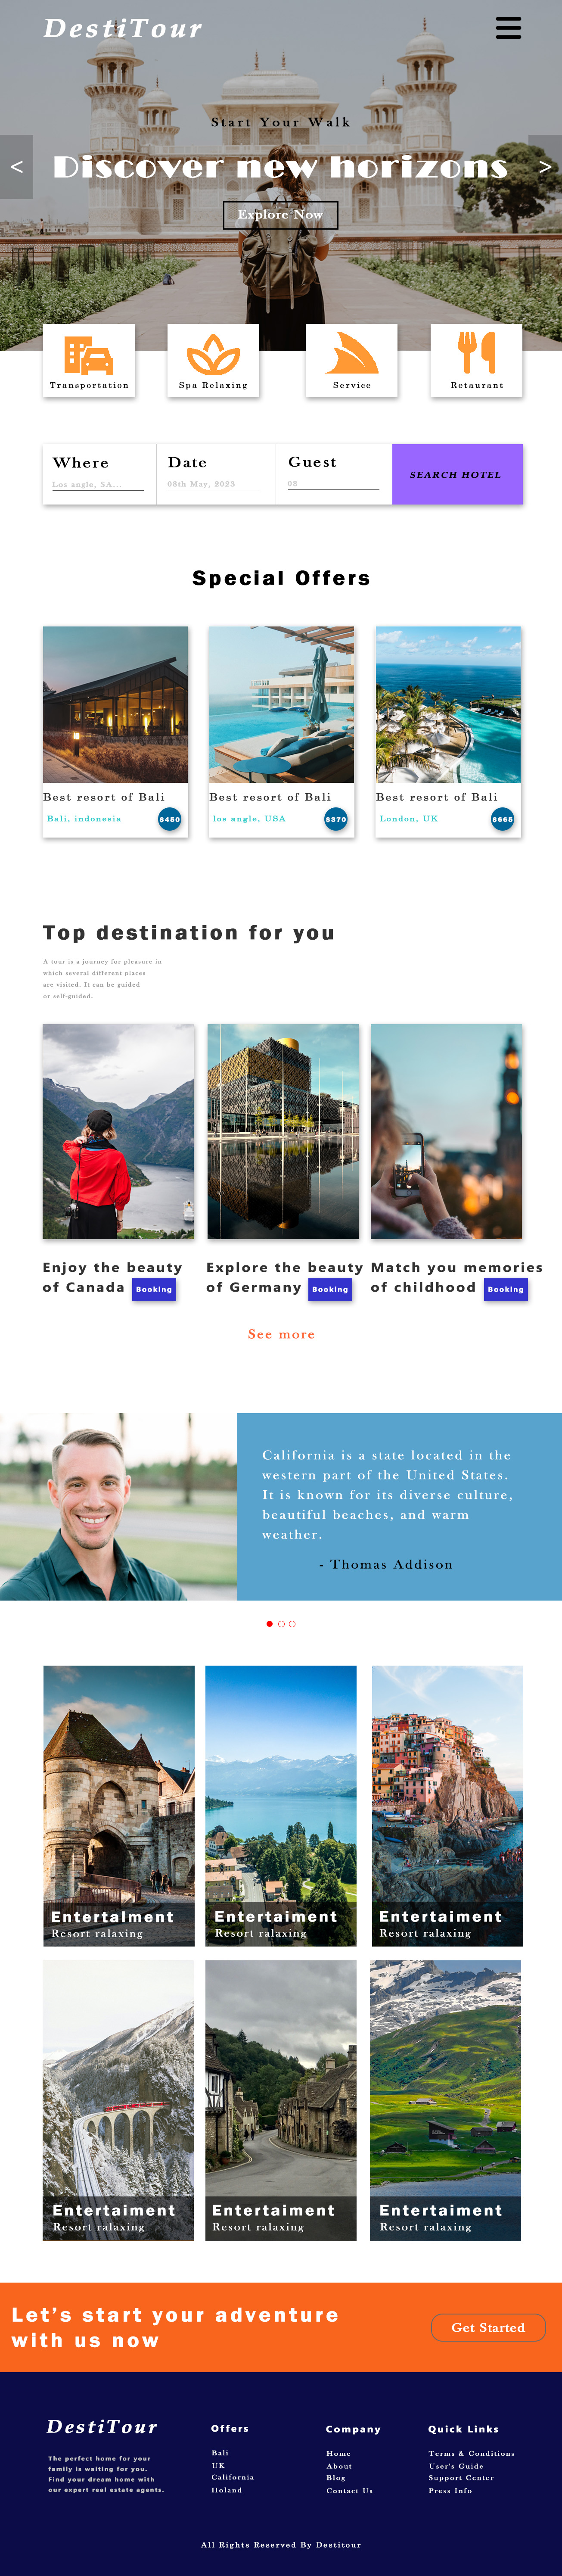 DestiTour
Start Your Walk
<
Discover new horizons
>
Explore Now
Transportation
Spa Relaxing
Service
Retaurant
Where
Date
Guest
Los angle, SA...
08th May, 2023
08
SEARCH HOTEL
Special Offers
Best resort of Bali
Bali, indonesia
$450
Best resort of Bali
los angle, USA
$370
Best resort of Bali
London, UK
$665
Top destination for you
A tour is a journey for pleasure in
which several different places
are visited. It can be guided
or self-guided.
Enjoy the beauty
of Canada
Booking
Explore the beauty
of Germany
Booking
Match you memories
of childhood
Booking
See more
California is a state located in the
western part of the United States.
It is known for its diverse culture,
beautiful beaches, and warm
weather.
- Thomas Addison
Entertaiment
Resort ralaxing
Entertaiment
Resort ralaxing
Entertaiment
Resort ralaxing
Entertaiment
Resort ralaxing
Entertaiment
Resort ralaxing
Entertaiment
Resort ralaxing
Let's start your adventure
with us now
Get Started
DestiTour
The perfect home for your
family is waiting for you.
Find your dream home with
our expert real estate agents.
Offers
Bali
UK
California
Holand
Company
Home
About
Blog
Contact Us
Quick Links
Terms & Conditions
User's Guide
Support Center
Press Info
All Rights Reserved By Destitour